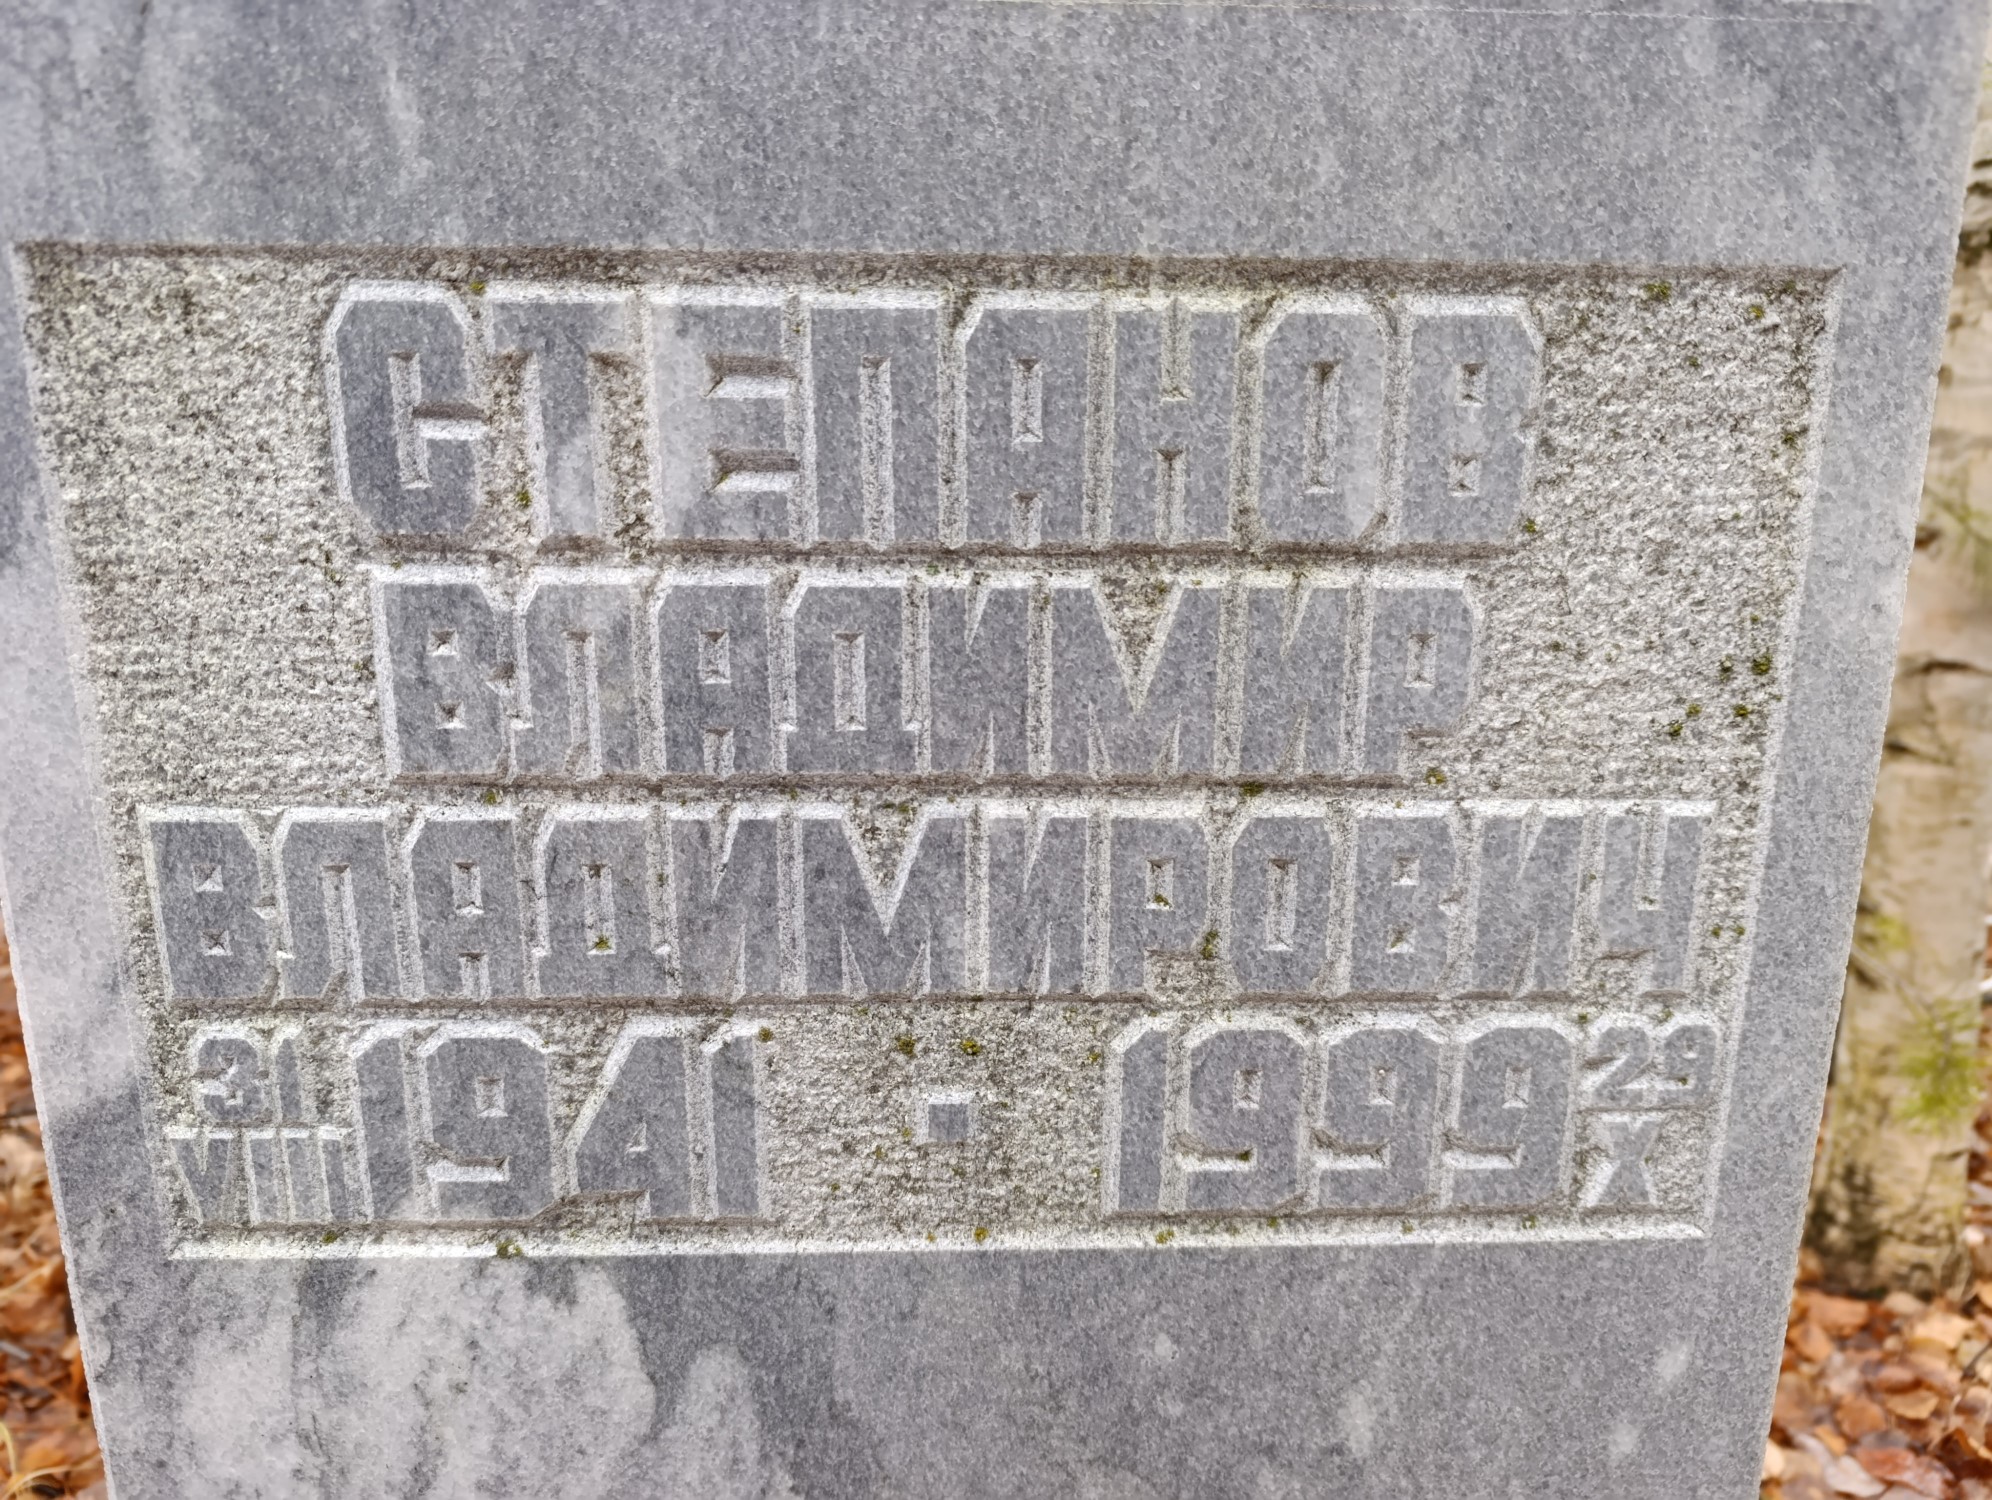 СТЕПАНОВ
ВЛАДИМИР
ВЛАДИМИРОВИЧ
31 VIII 1941 - 1999 29 X